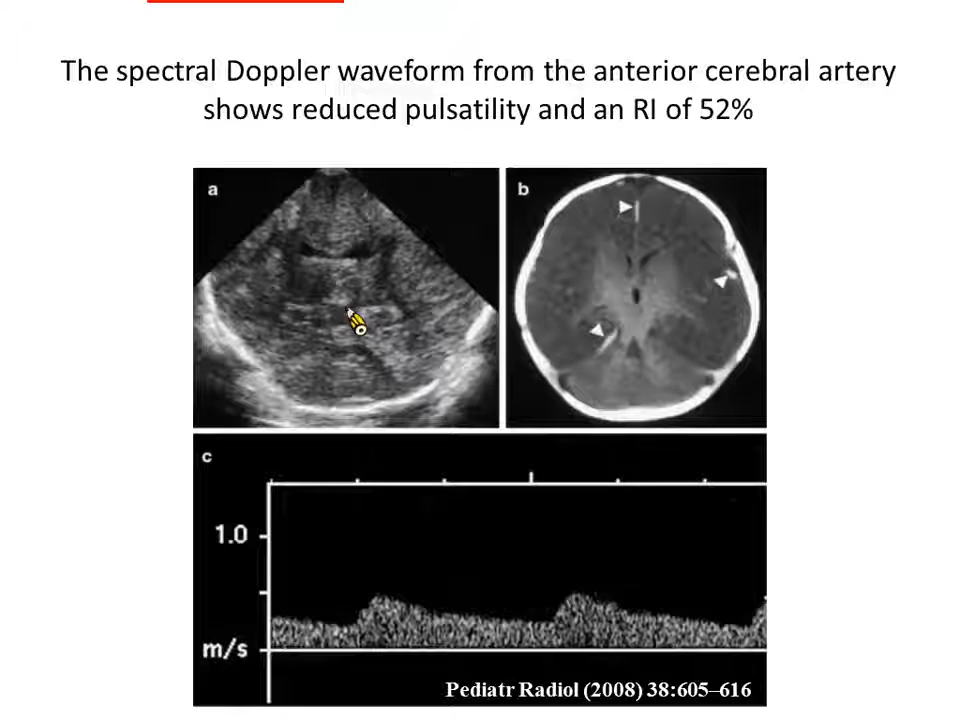 The spectral Doppler waveform from the anterior cerebral artery
shows reduced pulsatility and an RI of 52%
a
b
c
1.0
m/s
Pediatr Radiol (2008) 38:605–616